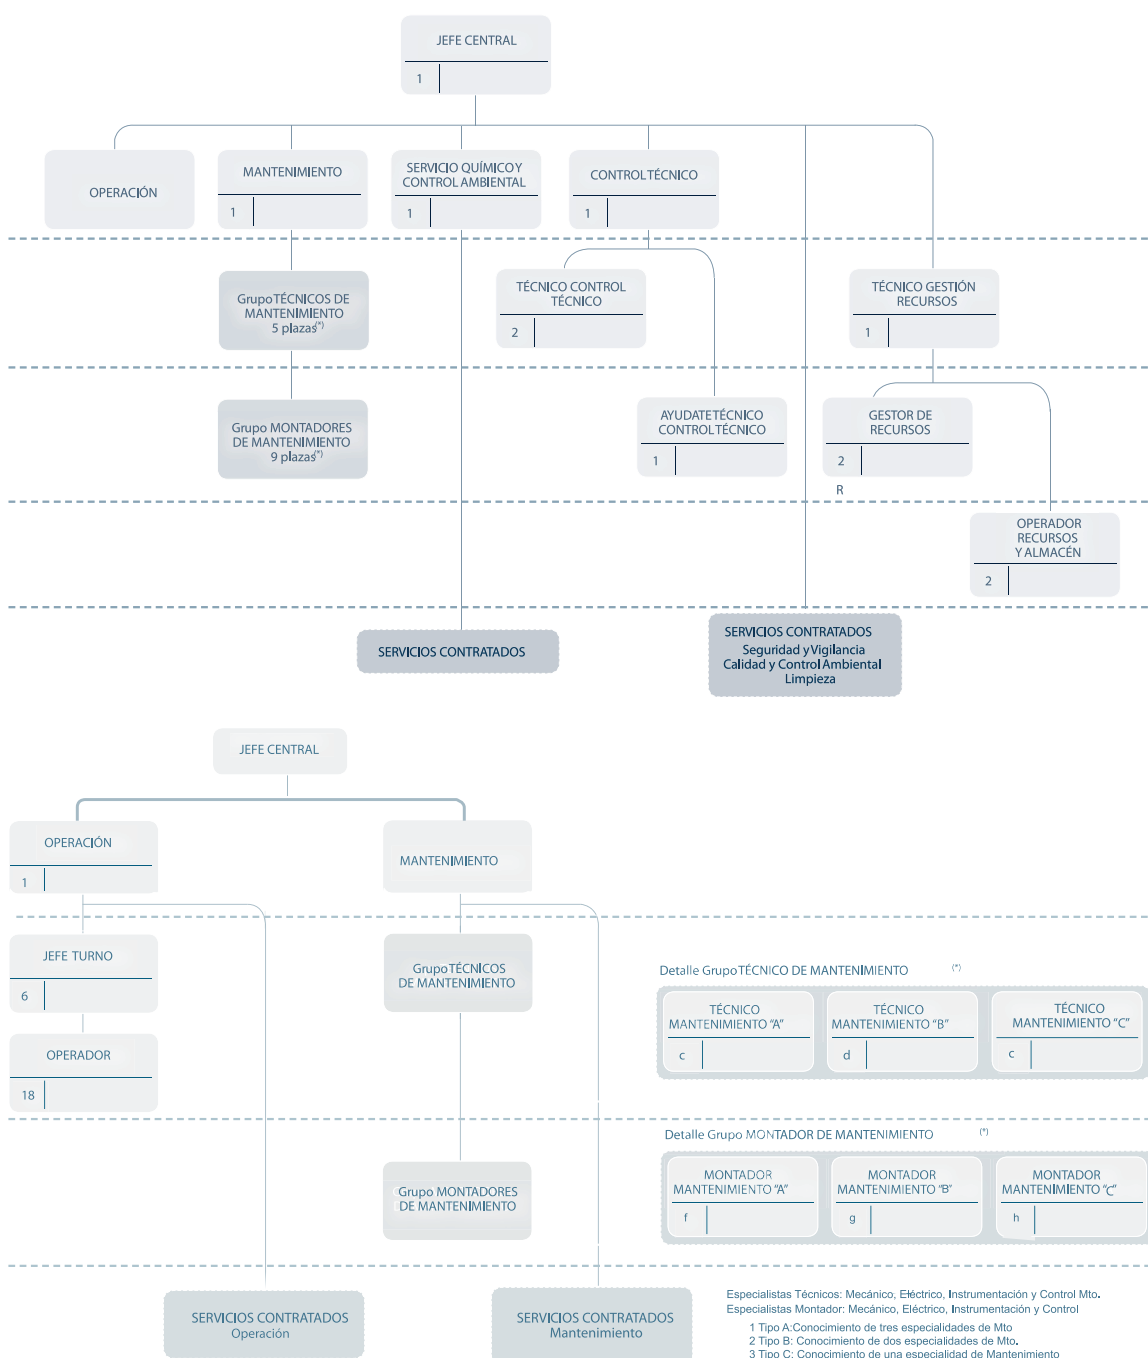 JEFE CENTRAL
1
OPERACIÓN
MANTENIMIENTO
1
SERVICIO QUÍMICO Y
CONTROL AMBIENTAL
1
CONTROL TÉCNICO
1
Grupo TÉCNICOS DE
MANTENIMIENTO
5 plazas(*)
TÉCNICO CONTROL
TÉCNICO
2
TÉCNICO GESTIÓN
RECURSOS
1
Grupo MONTADORES
DE MANTENIMIENTO
9 plazas(*)
AYUDATE TÉCNICO
CONTROL TÉCNICO
1
GESTOR DE
RECURSOS
2
R
OPERADOR
RECURSOS
Y ALMACÉN
2
SERVICIOS CONTRATADOS
SERVICIOS CONTRATADOS
Seguridad y Vigilancia
Calidad y Control Ambiental
Limpieza
JEFE CENTRAL
OPERACIÓN
1
MANTENIMIENTO
JEFE TURNO
6
Grupo TÉCNICOS
DE MANTENIMIENTO
OPERADOR
18
Detalle Grupo TÉCNICO DE MANTENIMIENTO (*)
TÉCNICO
MANTENIMIENTO "A"
c
TÉCNICO
MANTENIMIENTO "B"
d
TÉCNICO
MANTENIMIENTO "C"
c
Grupo MONTADORES
DE MANTENIMIENTO
Detalle Grupo MONTADOR DE MANTENIMIENTO (*)
MONTADOR
MANTENIMIENTO "A"
f
MONTADOR
MANTENIMIENTO "B"
g
MONTADOR
MANTENIMIENTO "C"
h
SERVICIOS CONTRATADOS
Operación
SERVICIOS CONTRATADOS
Mantenimiento
Especialistas Técnicos: Mecánico, Eléctrico, Instrumentación y Control Mto.
Especialistas Montador: Mecánico, Eléctrico, Instrumentación y Control
1 Tipo A:Conocimiento de tres especialidades de Mto
2 Tipo B: Conocimiento de dos especialidades de Mto.
3 Tipo C: Conocimiento de una especialidad de Mantenimiento